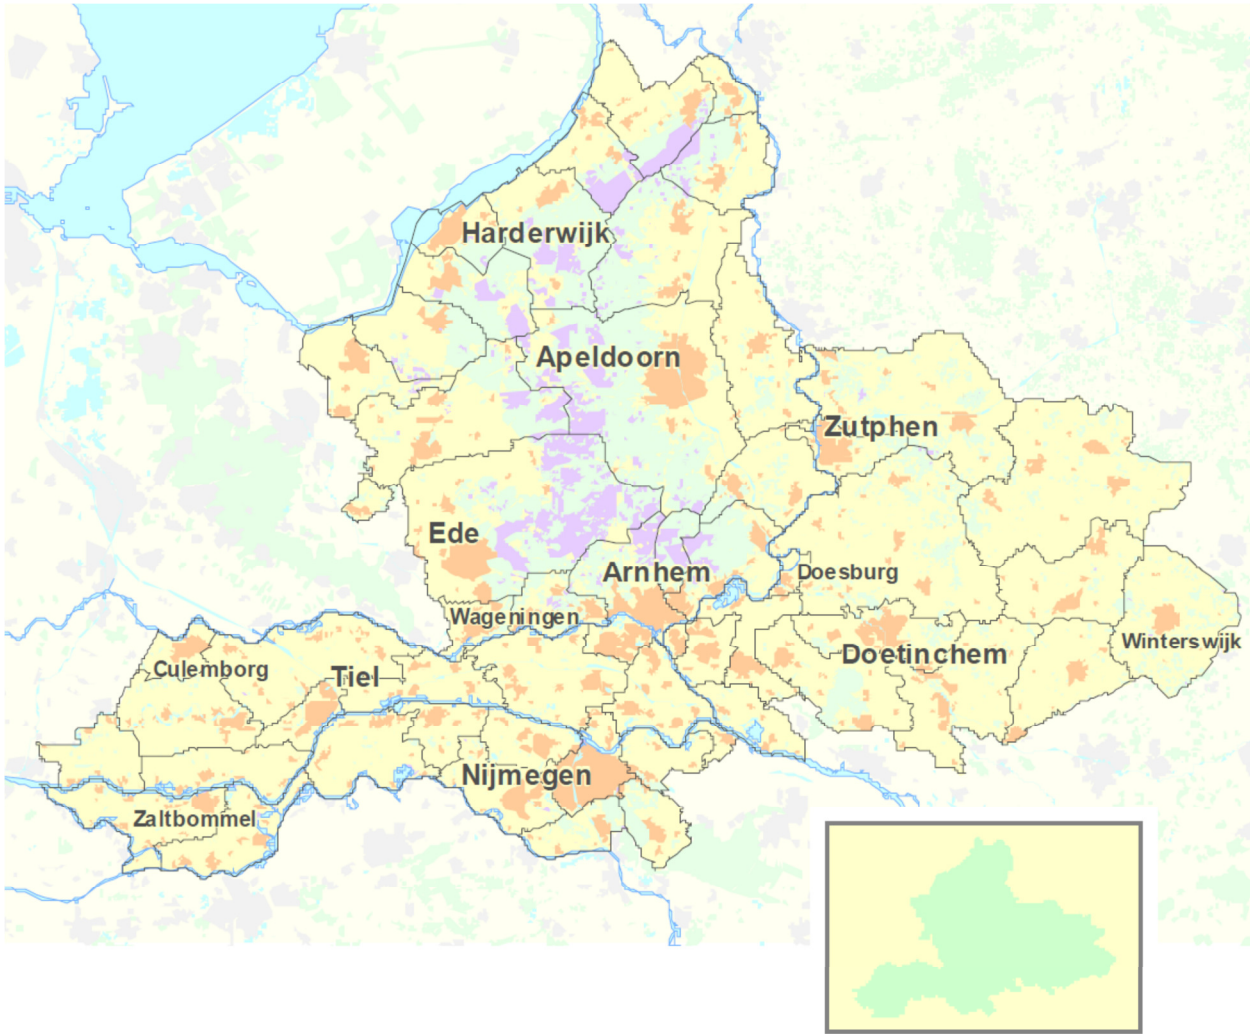 Harderwijk
Apeldoorn
Zutphen
Ede
Arnhem
Doesburg
Wageningen
Winterswijk
Doetinchem
Culemborg
Tiel
Nijmegen
Zaltbommel